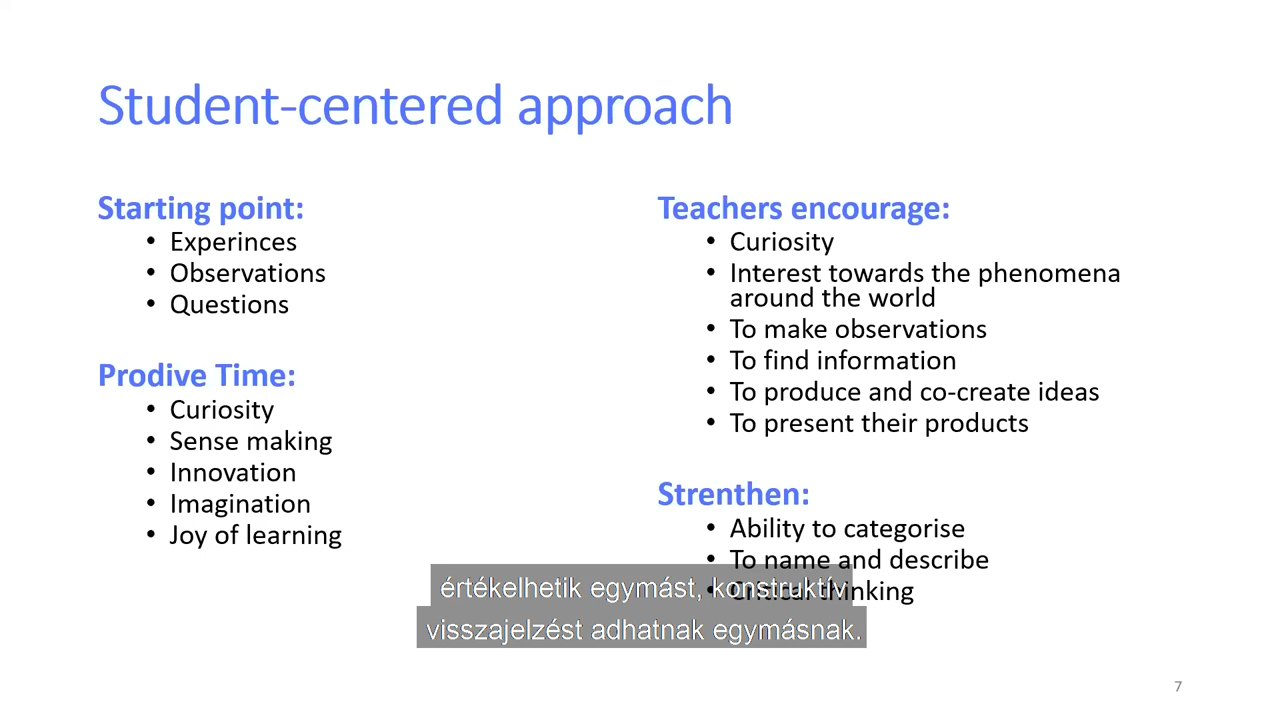 Student-centered approach
Starting point:
• Experinces
• Observations
• Questions
Prodive Time:
• Curiosity
• Sense making
• Innovation
• Imagination
• Joy of learning
Teachers encourage:
• Curiosity
• Interest towards the phenomena
around the world
• To make observations
• To find information
• To produce and co-create ideas
• To present their products
Strenthen:
• Ability to categorise
• To name and describe
• Critical thinking
értékelhetik egymást, konstruktív
visszajelzést adhatnak egymásnak.
7